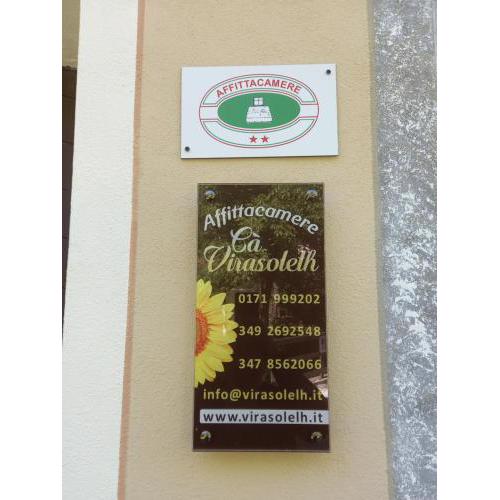 AFFITTACAMERE
★★
Affittacamere
Cà
Virasolelh
0171 999202
349 2692548
347 8562066
info@virasolelh.it
www.virasolelh.it